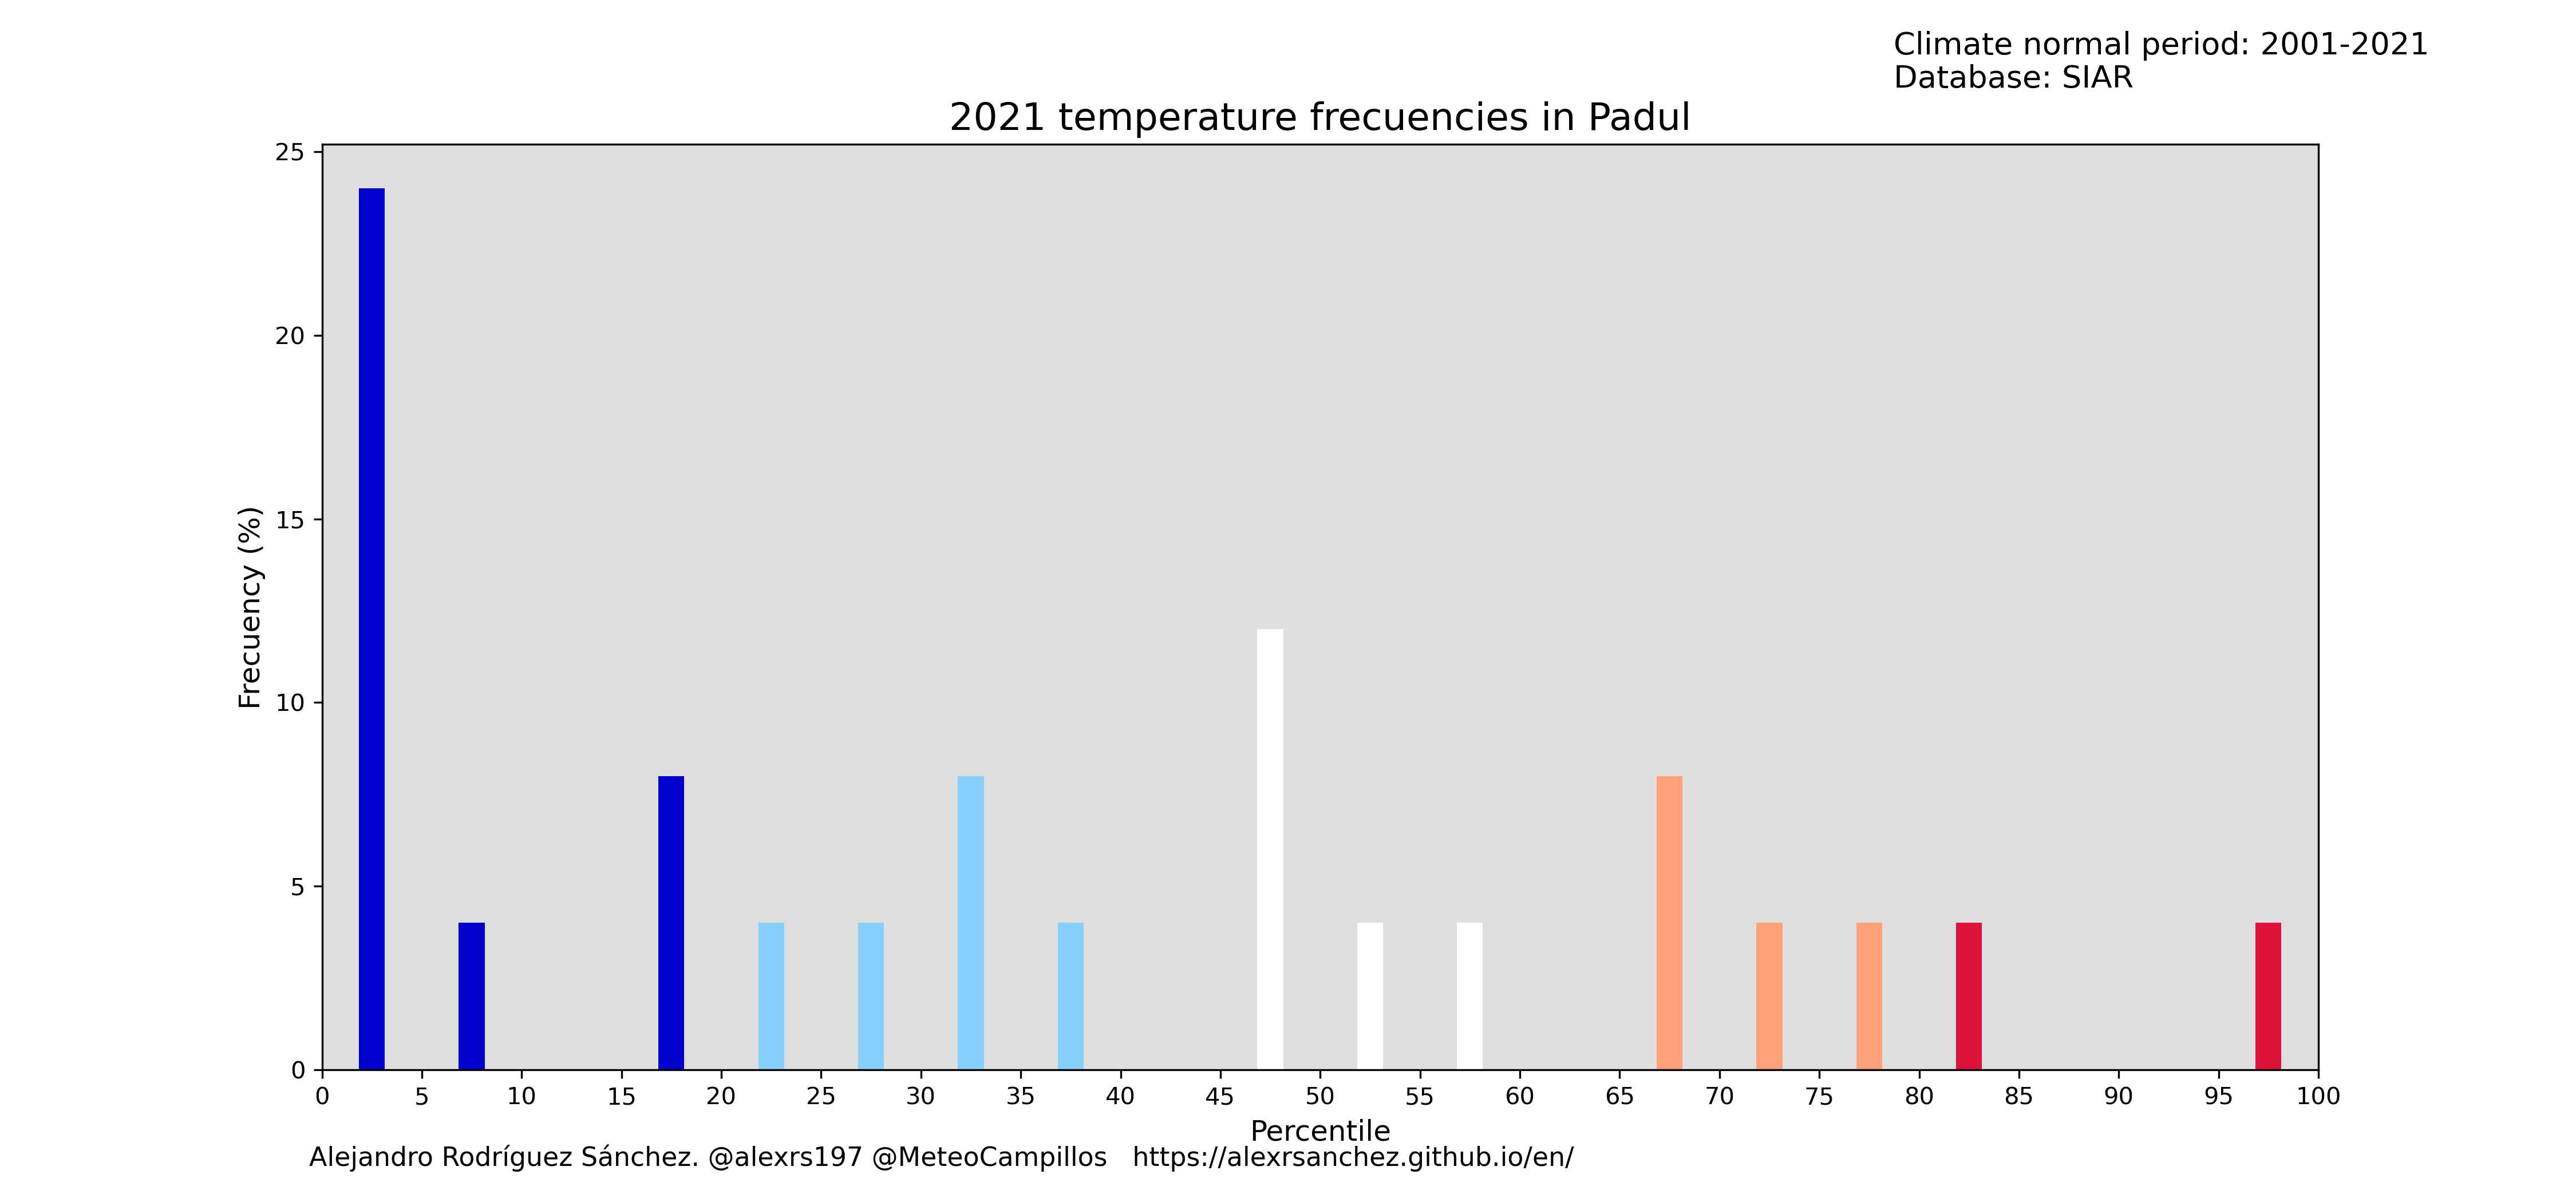 Climate normal period: 2001-2021
Database: SIAR
2021 temperature frecuencies in Padul
25
20
15
10
5
0
Frecuency (%)
0 5 10 15 20 25 30 35 40 45 50 55 60 65 70 75 80 85 90 95 100
Percentile
Alejandro Rodríguez Sánchez. @alexrs197 @MeteoCampillos https://alexrsanchez.github.io/en/